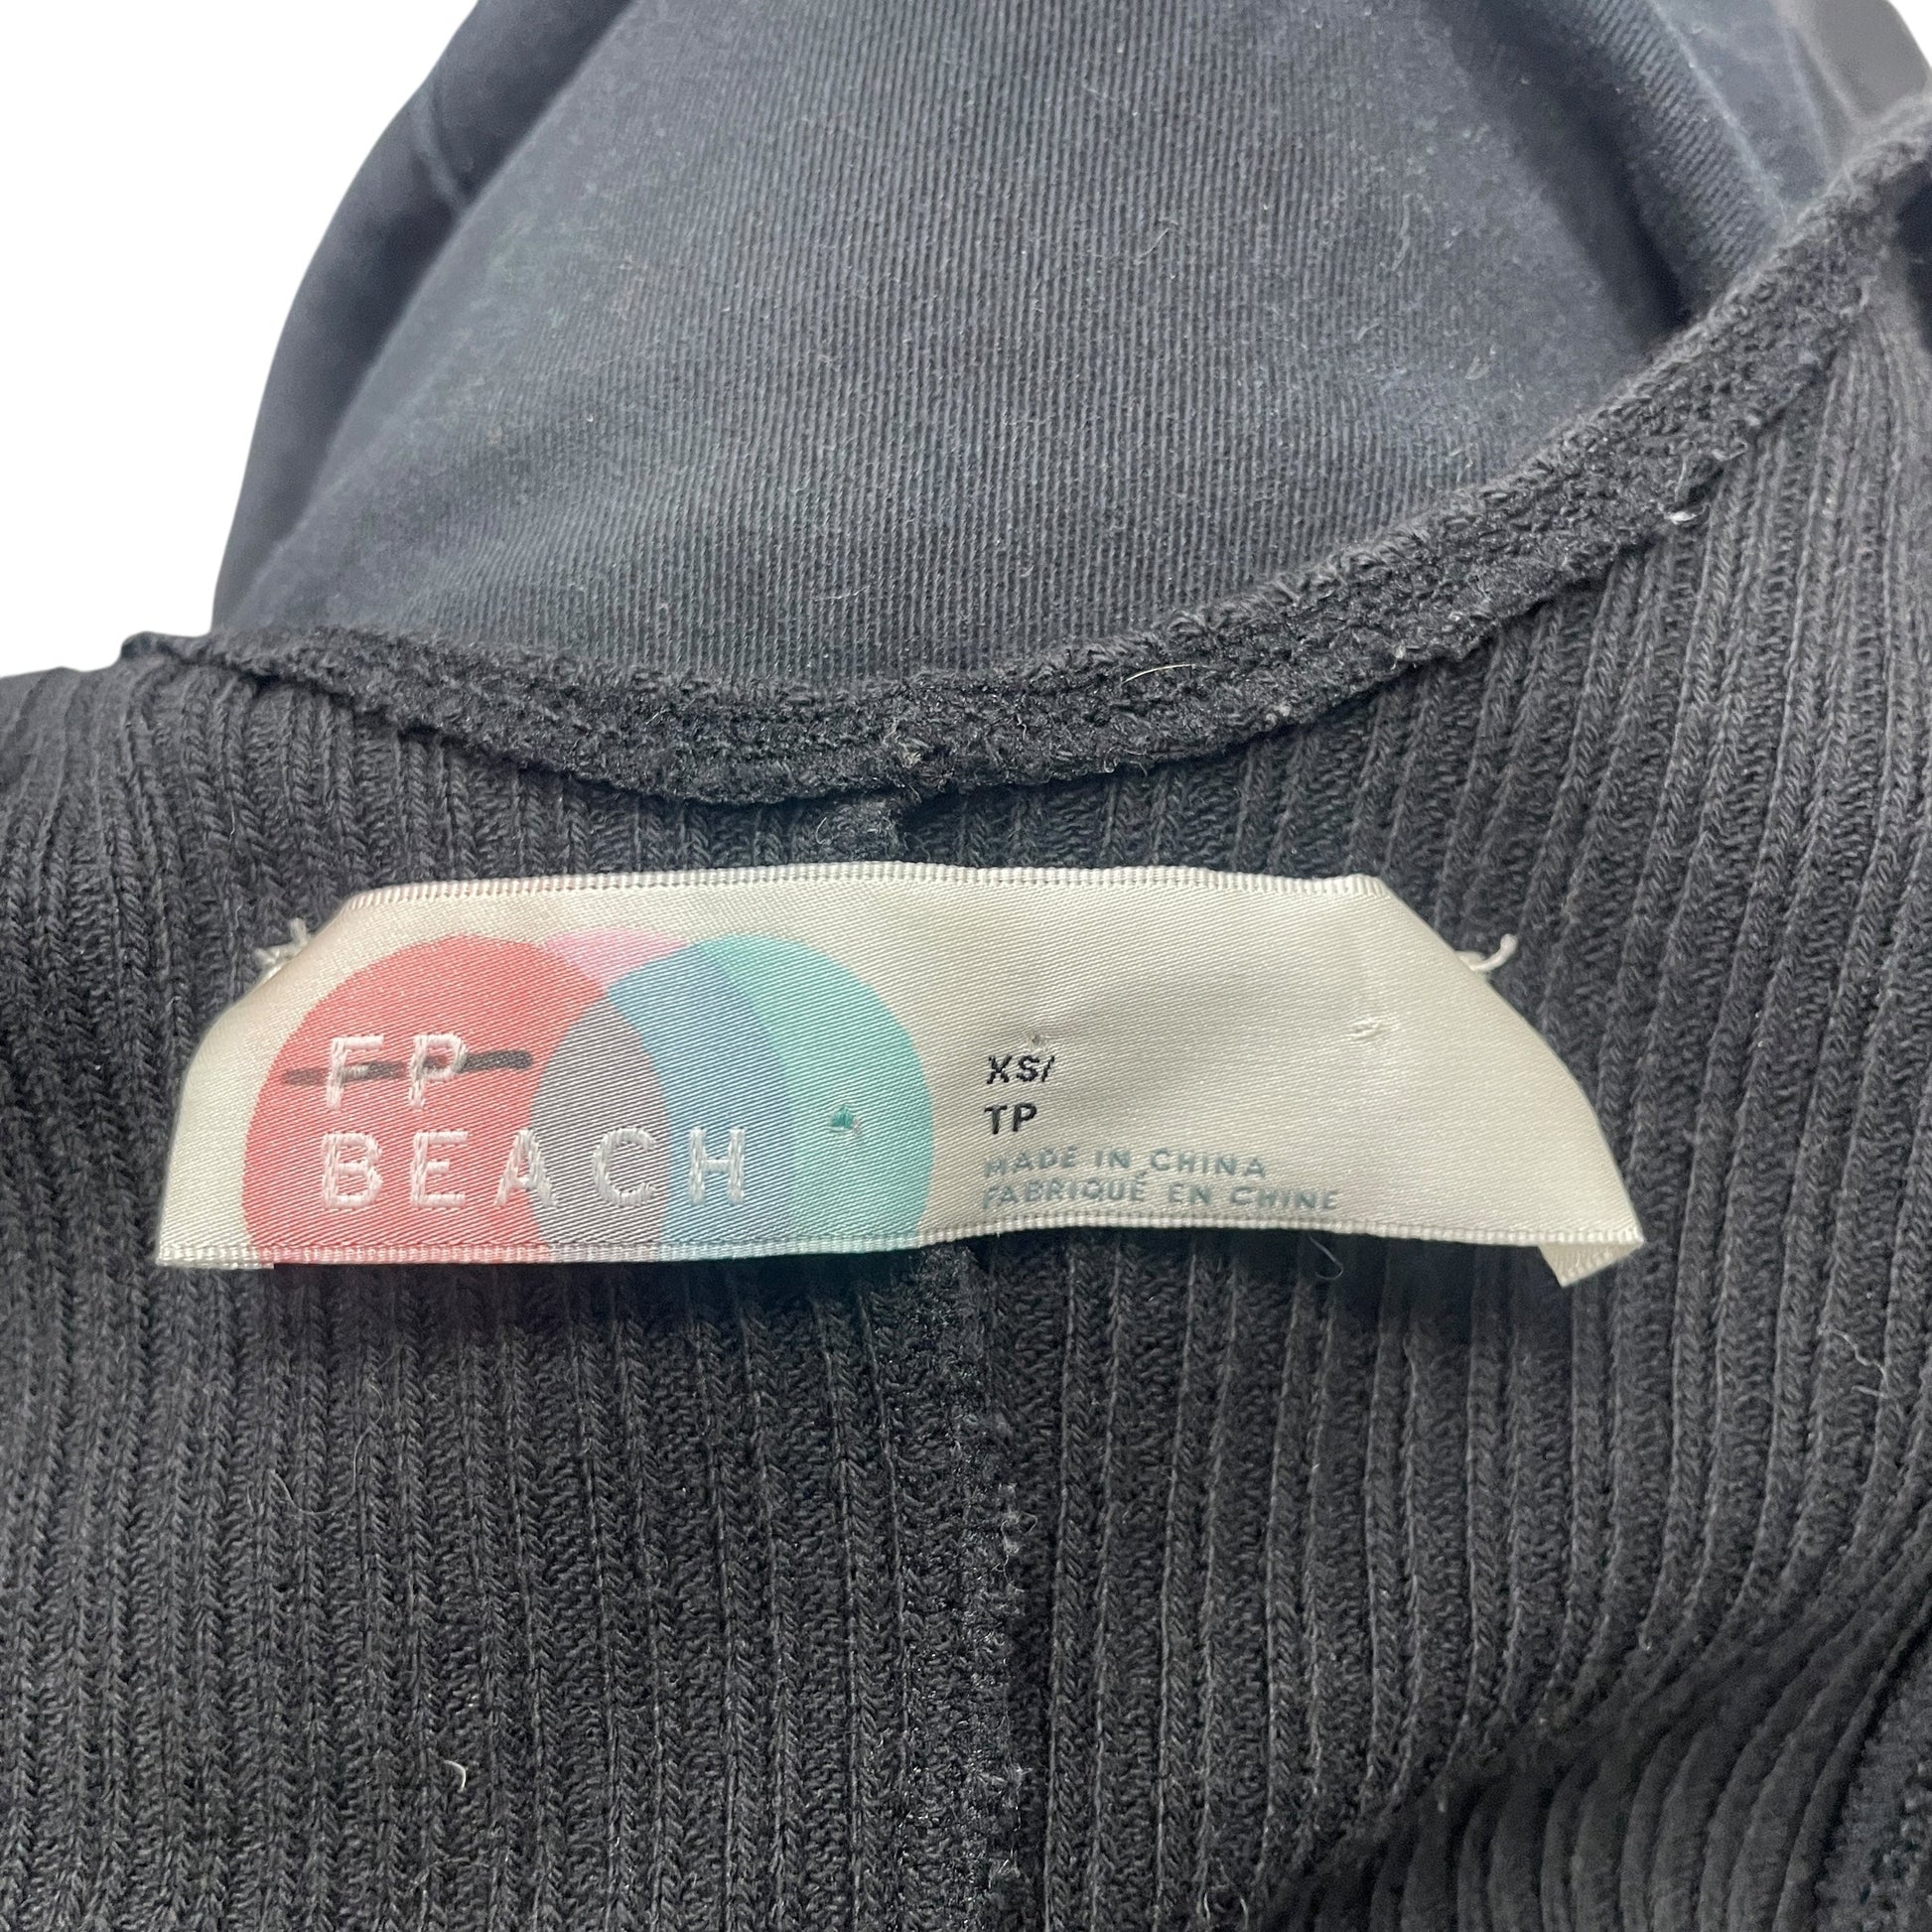 FP
BEACH
XS/
TP
MADE IN CHINA
FABRIQUÉ EN CHINE